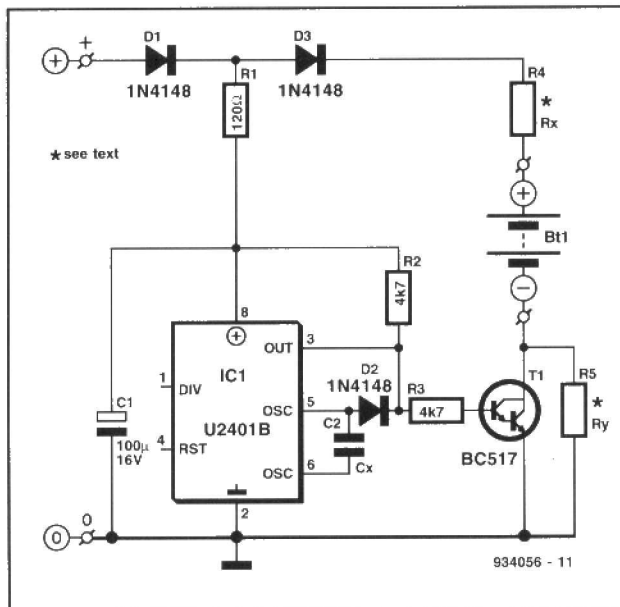 +
D1
D3
+
1N4148
R1
1N4148
R4
120Ω
*
Rx
* see text
+
R2
Bt1
4k7
−
8
+
3
OUT
IC1
D2
1
DIV
1N4148
R3
T1
R5
C1
U2401B
OSC
5
4k7
*
C2
Ry
100µ
16V
4
RST
BC517
OSC
6
Cx
2
0
0
934056 - 11